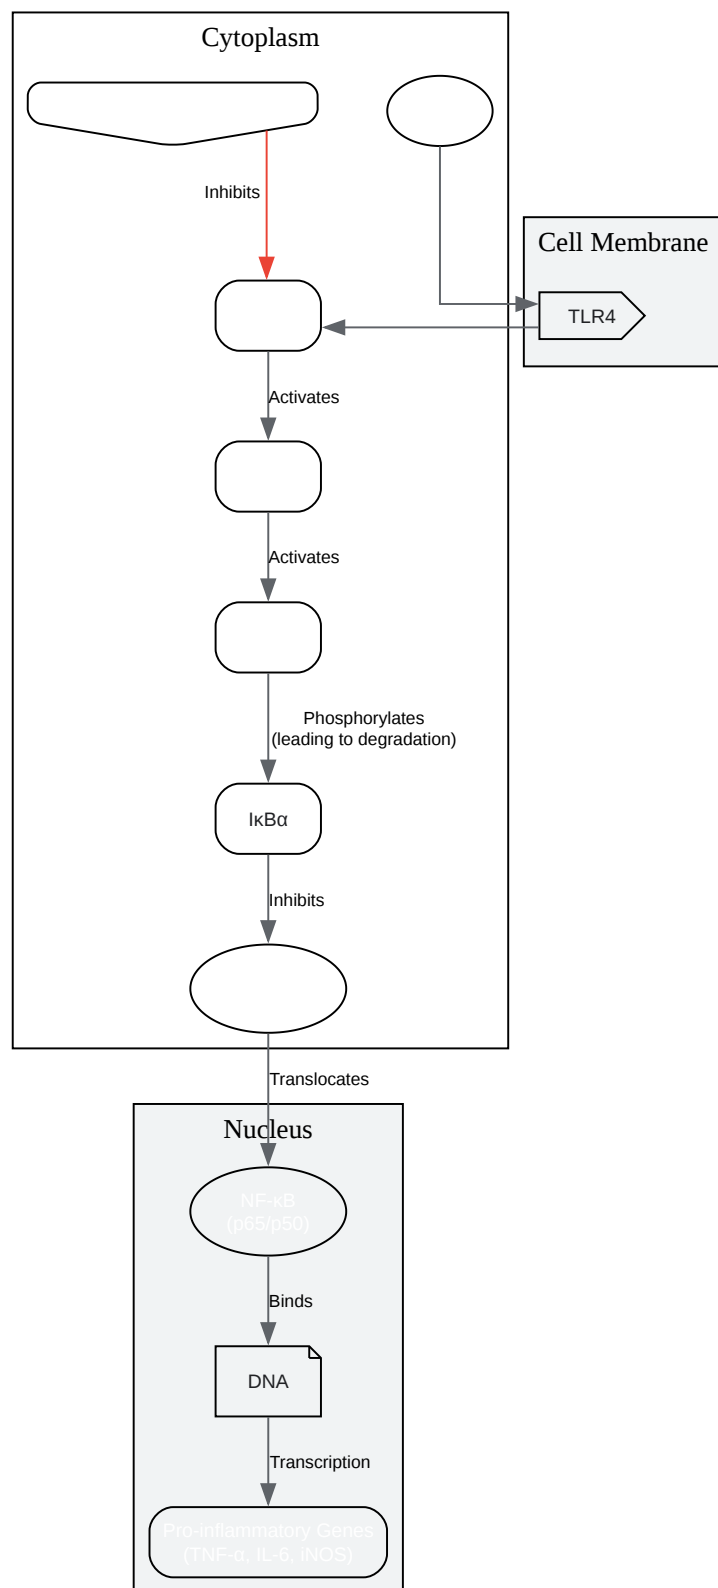 Cytoplasm
Inhibits
Cell Membrane
TLR4
Activates
Activates
Phosphorylates
(leading to degradation)
IκBα
Inhibits
Translocates
Nucleus
NF-κB
(p65/p50)
Binds
DNA
Transcription
Pro-inflammatory Genes
(TNF-α, IL-6, iNOS)